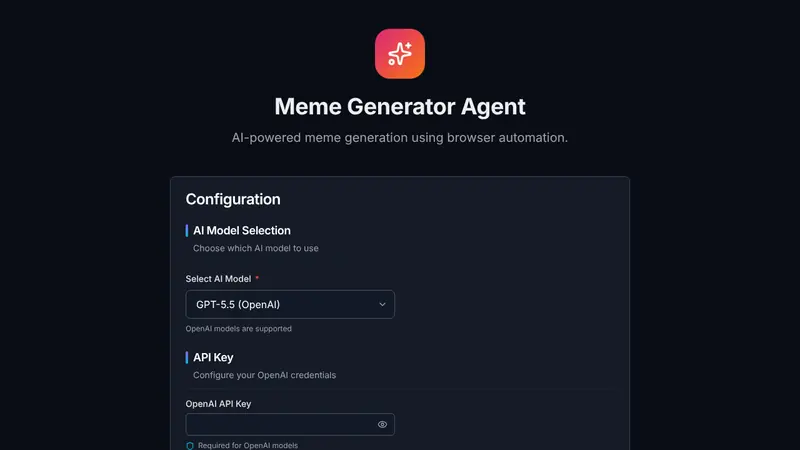 Meme Generator Agent
AI-powered meme generation using browser automation.
Configuration
AI Model Selection
Choose which AI model to use
Select AI Model *
GPT-5.5 (OpenAI)
OpenAI models are supported
API Key
Configure your OpenAI credentials
OpenAI API Key
Required for OpenAI models